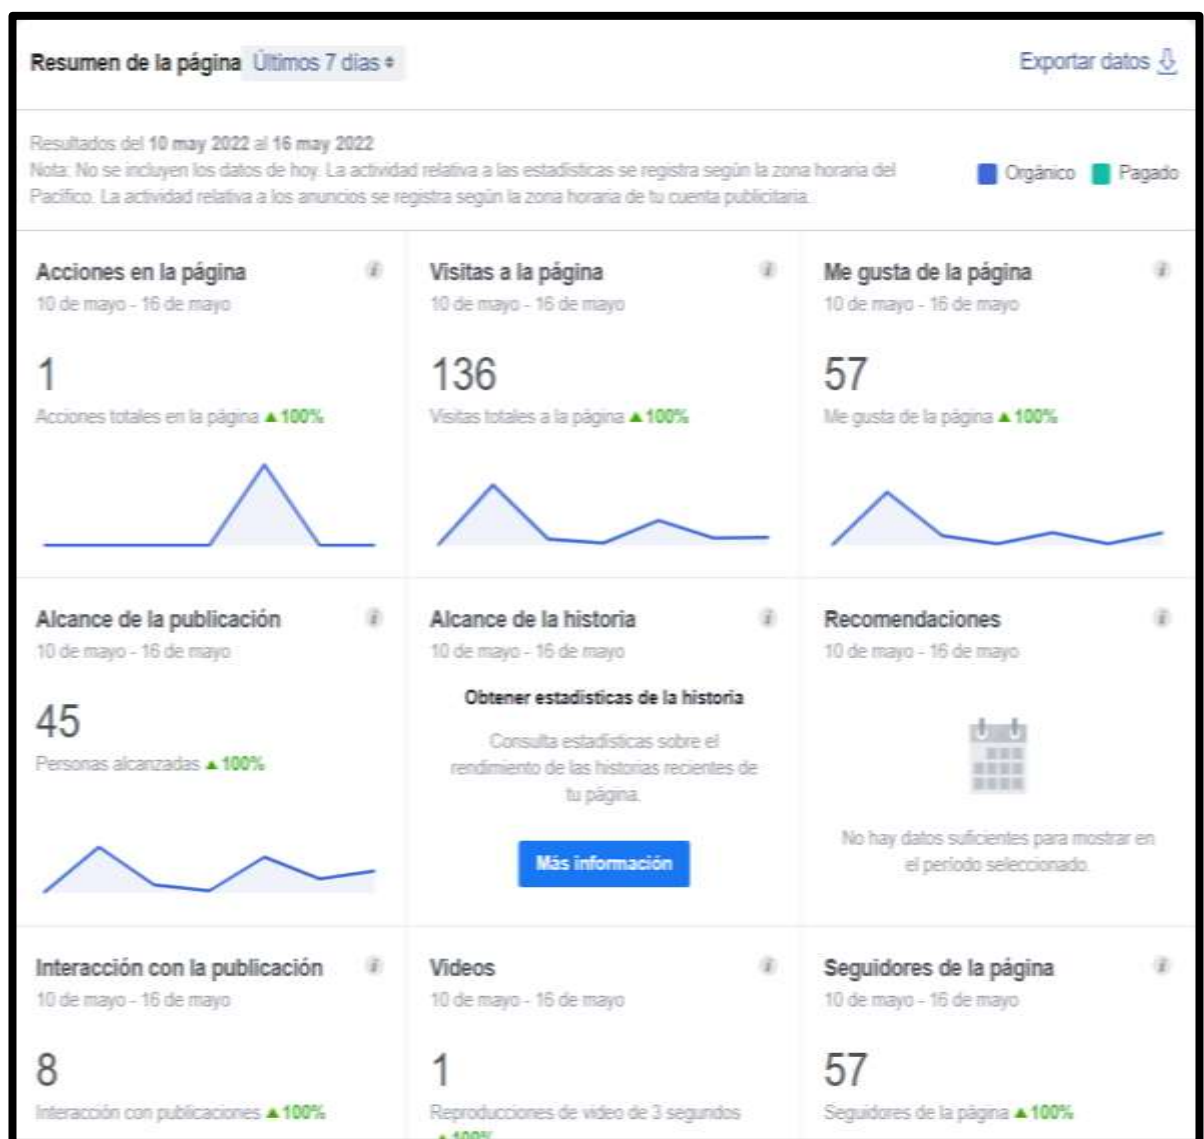 Resumen de la página Últimos 7 días
Exportar datos
Resultados del 10 may 2022 al 16 may 2022
Nota: No se incluyen los datos de hoy. La actividad relativa a las estadísticas se registra según la zona horaria del
Pacífico. La actividad relativa a los anuncios se registra según la zona horaria de tu cuenta publicitaria.
Orgánico Pagado
Acciones en la página
10 de mayo - 16 de mayo
1
Acciones totales en la página ▲100%
Visitas a la página
10 de mayo - 16 de mayo
136
Visitas totales a la página ▲100%
Me gusta de la página
10 de mayo - 16 de mayo
57
Me gusta de la página ▲100%
Alcance de la publicación
10 de mayo - 16 de mayo
45
Personas alcanzadas ▲100%
Alcance de la historia
10 de mayo - 16 de mayo
Obtener estadísticas de la historia
Consulta estadísticas sobre el
rendimiento de las historias recientes de
tu página.
Más información
Recomendaciones
10 de mayo - 16 de mayo
No hay datos suficientes para mostrar en
el período seleccionado.
Interacción con la publicación
10 de mayo - 16 de mayo
8
Interacción con publicaciones ▲100%
Videos
10 de mayo - 16 de mayo
1
Reproducciones de video de 3 segundos
▲100%
Seguidores de la página
10 de mayo - 16 de mayo
57
Seguidores de la página ▲100%